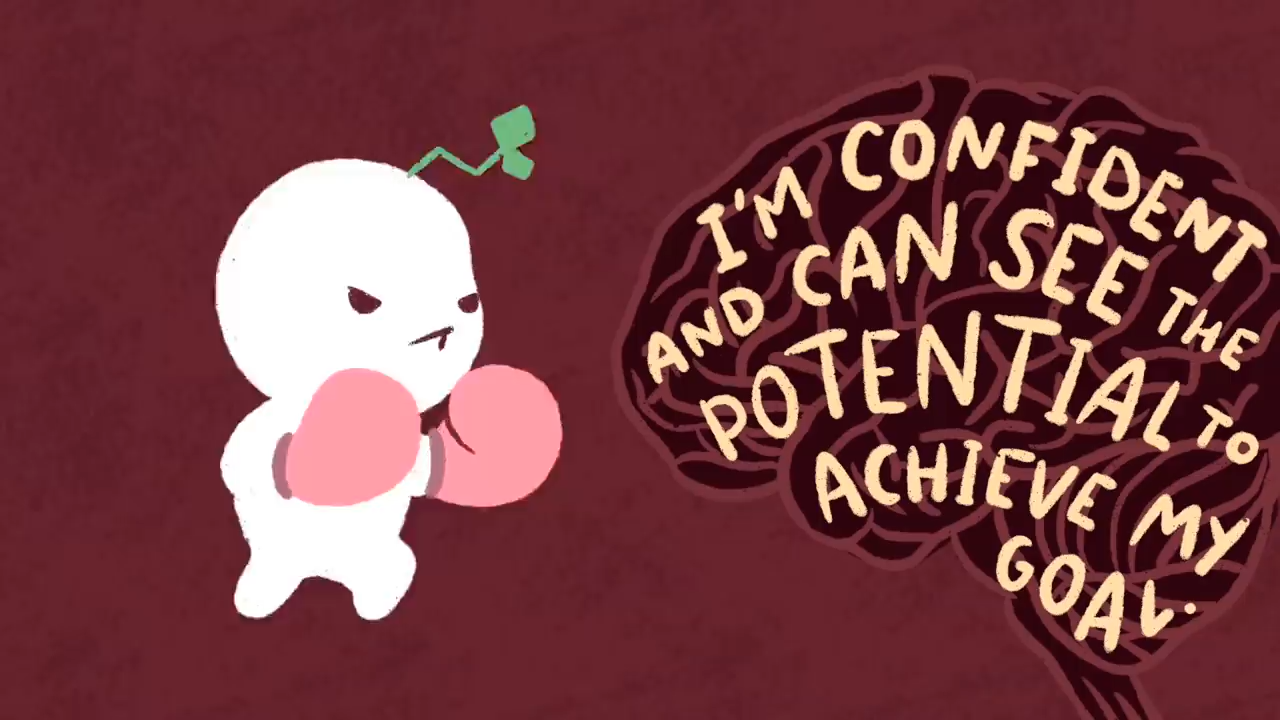 I'M CONFIDENT
AND CAN SEE THE
POTENTIAL TO
ACHIEVE MY
GOAL.